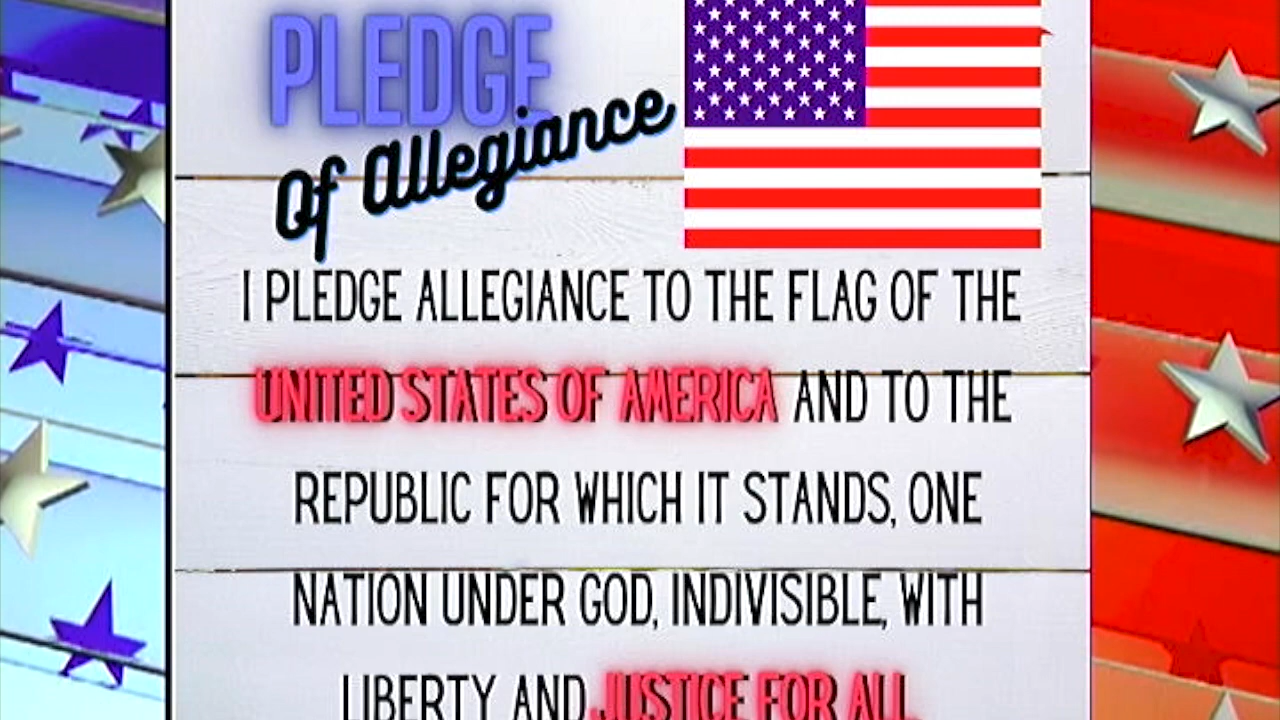 PLEDGE
Of Allegiance
I PLEDGE ALLEGIANCE TO THE FLAG OF THE
UNITED STATES OF AMERICA AND TO THE
REPUBLIC FOR WHICH IT STANDS, ONE
NATION UNDER GOD, INDIVISIBLE, WITH
LIBERTY AND JUSTICE FOR ALL